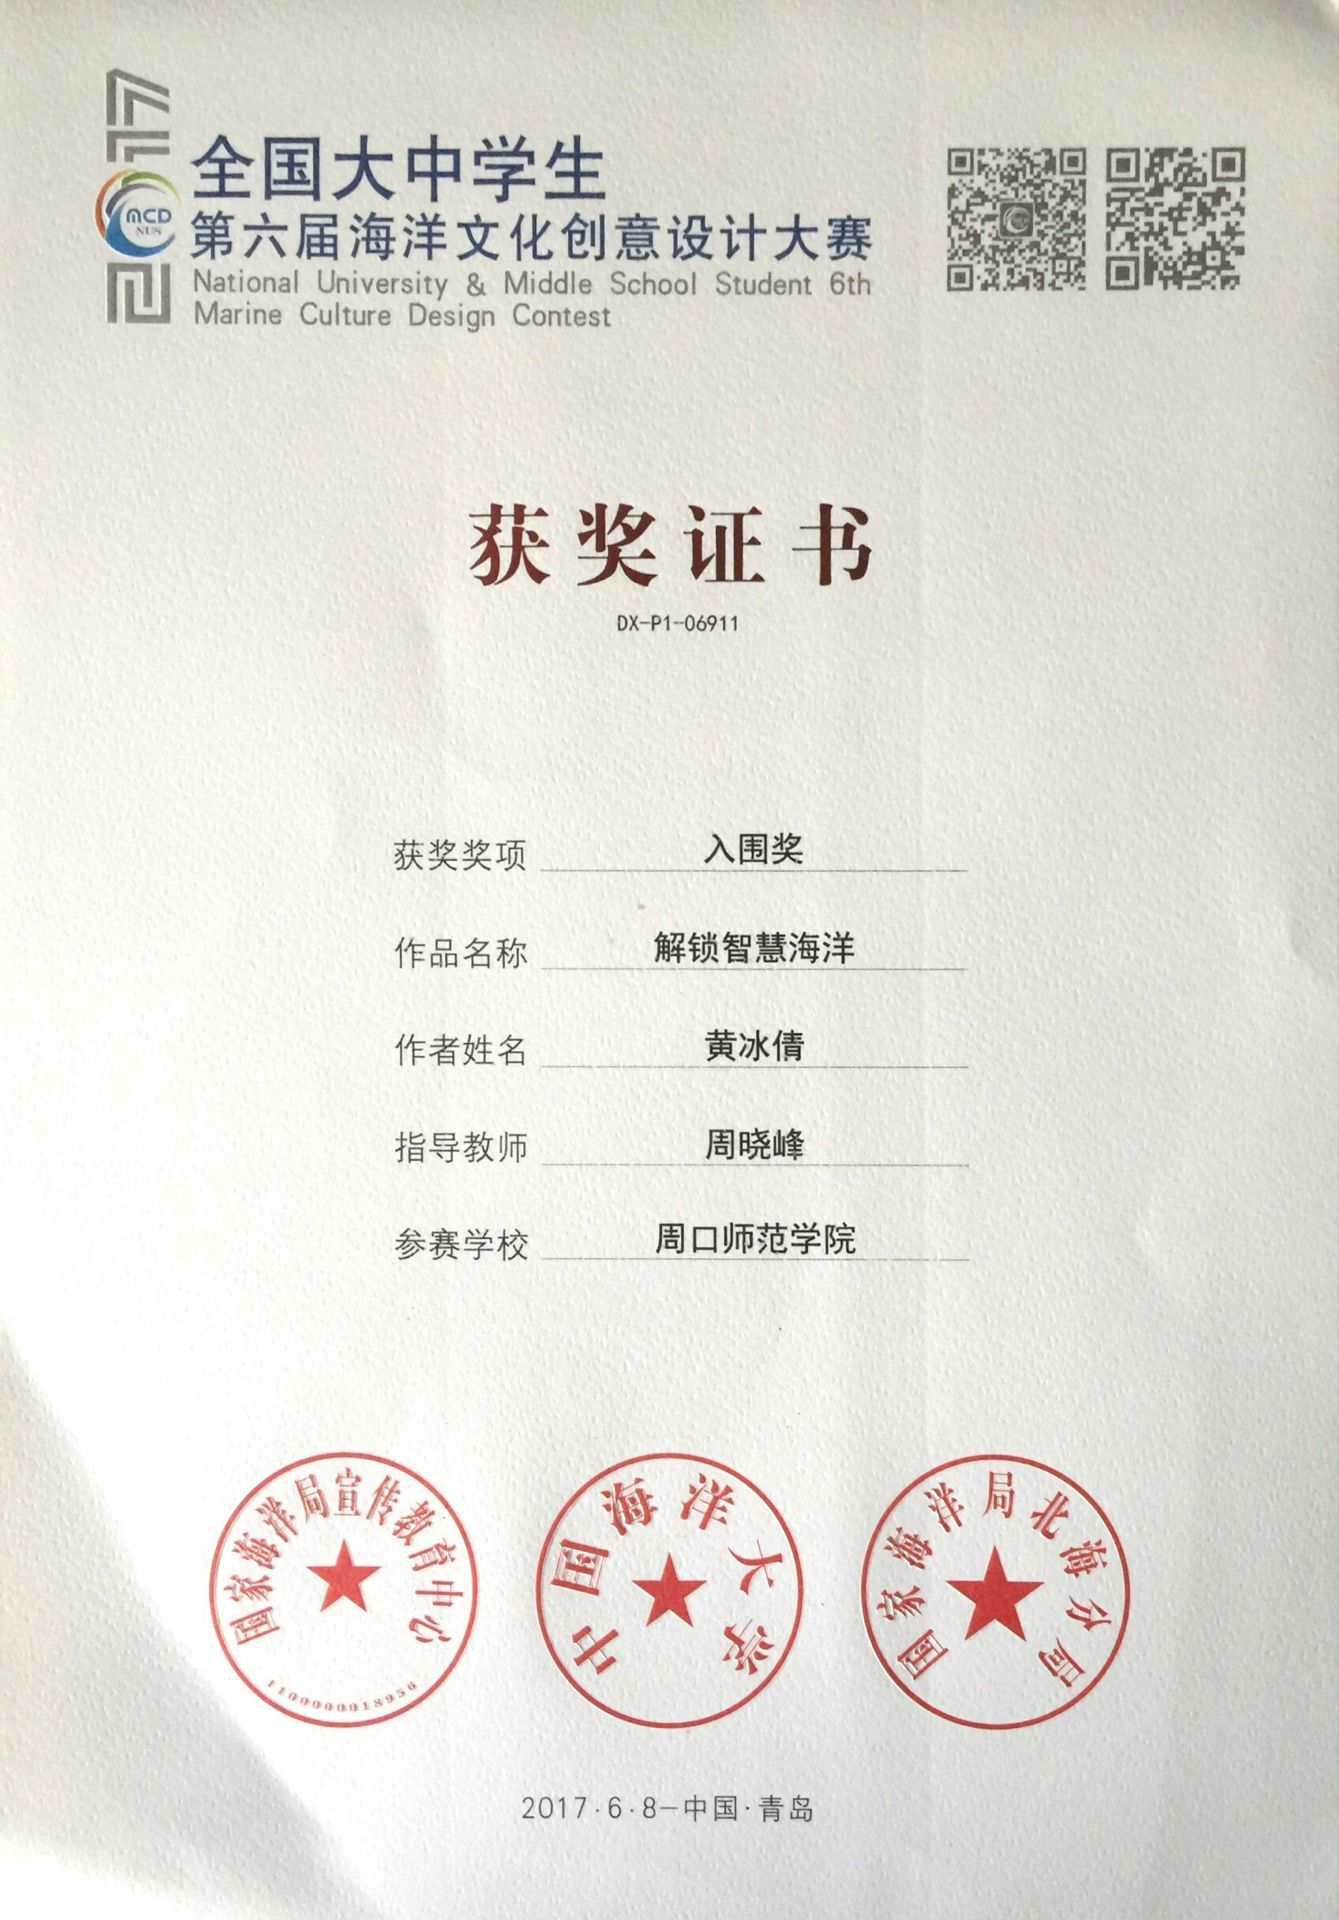 MCD
NUS
全国大中学生
第六届海洋文化创意设计大赛
National University & Middle School Student 6th
Marine Culture Design Contest
获奖证书
DX-P1-06911
获奖奖项 入围奖
作品名称 解锁智慧海洋
作者姓名 黄冰倩
指导教师 周晓峰
参赛学校 周口师范学院
国家海洋局宣传教育中心
1100000018956
中国海洋大学
国家海洋局北海分局
2017·6·8-中国·青岛